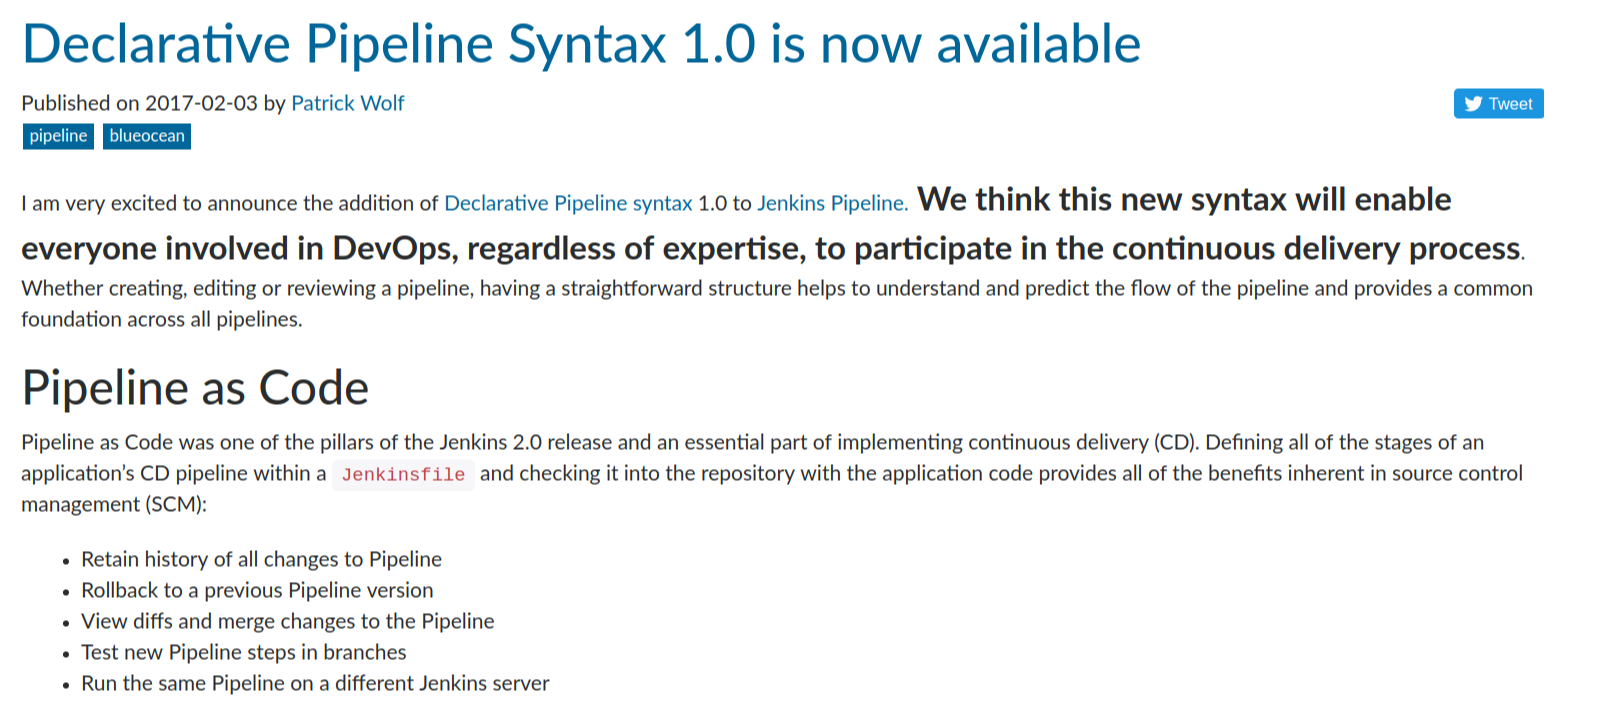 Declarative Pipeline Syntax 1.0 is now available
Published on 2017-02-03 by Patrick Wolf
Tweet
pipeline blueocean
I am very excited to announce the addition of Declarative Pipeline syntax 1.0 to Jenkins Pipeline. We think this new syntax will enable
everyone involved in DevOps, regardless of expertise, to participate in the continuous delivery process.
Whether creating, editing or reviewing a pipeline, having a straightforward structure helps to understand and predict the flow of the pipeline and provides a common
foundation across all pipelines.
Pipeline as Code
Pipeline as Code was one of the pillars of the Jenkins 2.0 release and an essential part of implementing continuous delivery (CD). Defining all of the stages of an
application’s CD pipeline within a Jenkinsfile and checking it into the repository with the application code provides all of the benefits inherent in source control
management (SCM):
• Retain history of all changes to Pipeline
• Rollback to a previous Pipeline version
• View diffs and merge changes to the Pipeline
• Test new Pipeline steps in branches
• Run the same Pipeline on a different Jenkins server